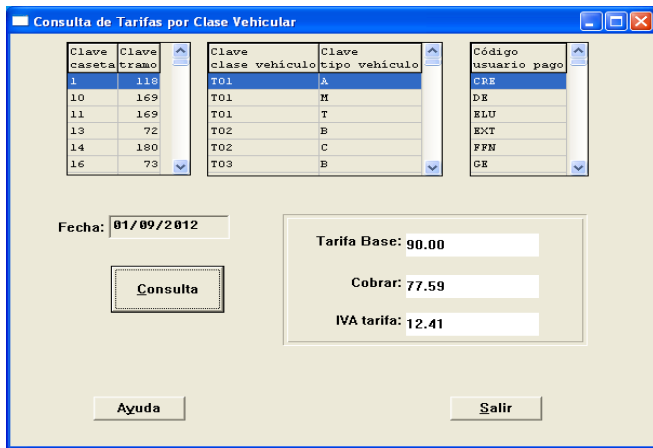 Consulta de Tarifas por Clase Vehicular
Clave Clave
caseta tramo
1 118
10 169
11 169
13 72
14 180
16 73
Clave Clave
clase vehículo tipo vehículo
T01 A
T01 M
T01 T
T02 B
T02 C
T03 B
Código
usuario pago
CRE
DE
ELU
EXT
FFN
GE
Fecha: 01/09/2012
Consulta
Tarifa Base: 90.00
Cobrar: 77.59
IVA tarifa: 12.41
Ayuda
Salir